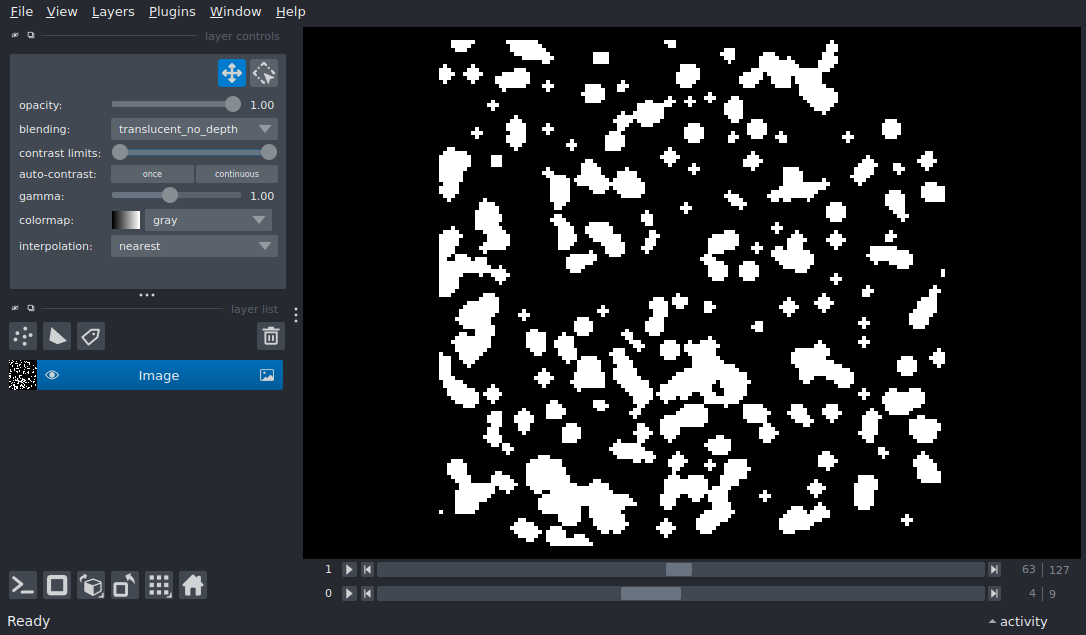 File View Layers Plugins Window Help
layer controls
opacity: 1.00
blending: translucent_no_depth
contrast limits:
auto-contrast: once continuous
gamma: 1.00
colormap: gray
interpolation: nearest
layer list
Image
1 63 127
0 4 9
Ready activity